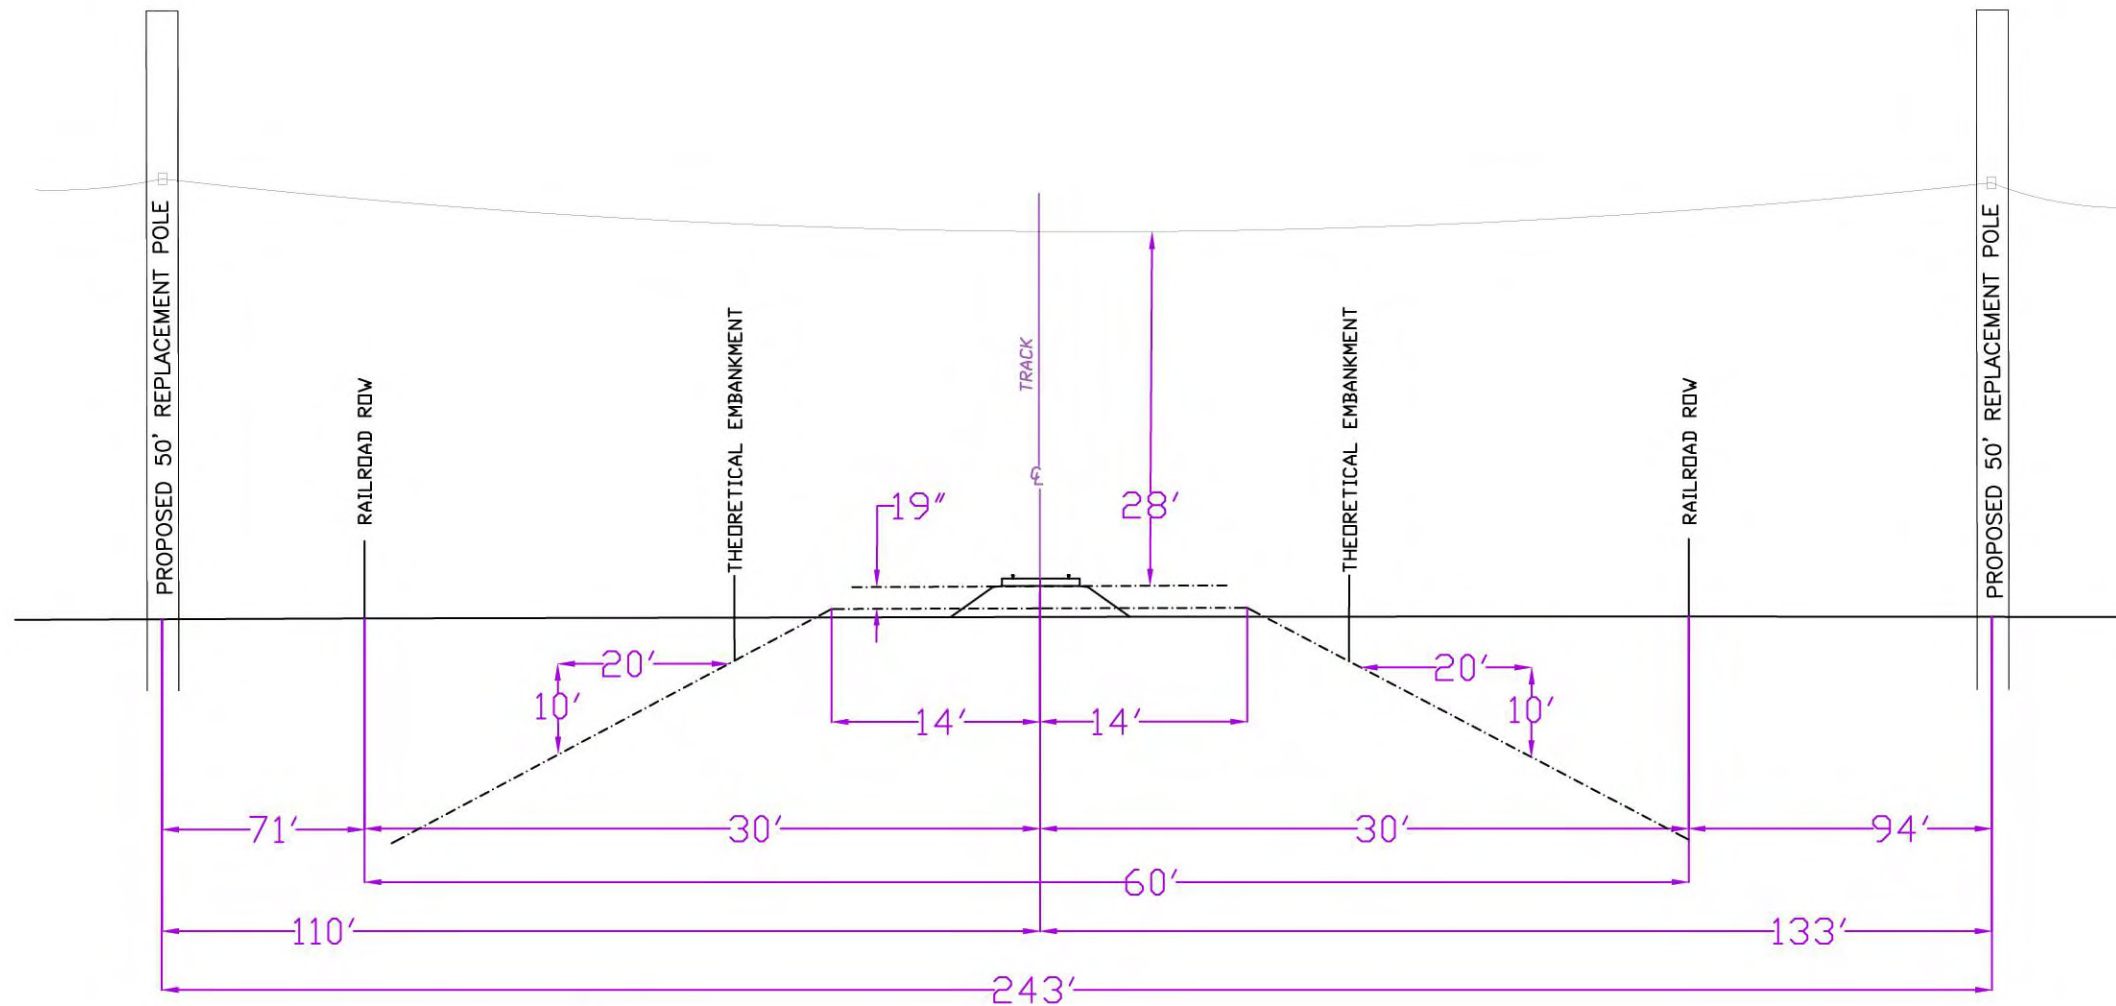 PROPOSED 50' REPLACEMENT POLE
RAILROAD ROW
THEORETICAL EMBANKMENT
TRACK
℄
THEORETICAL EMBANKMENT
RAILROAD ROW
PROPOSED 50' REPLACEMENT POLE
19"
28'
20'
10'
20'
10'
14'
14'
71'
30'
30'
94'
60'
110'
133'
243'